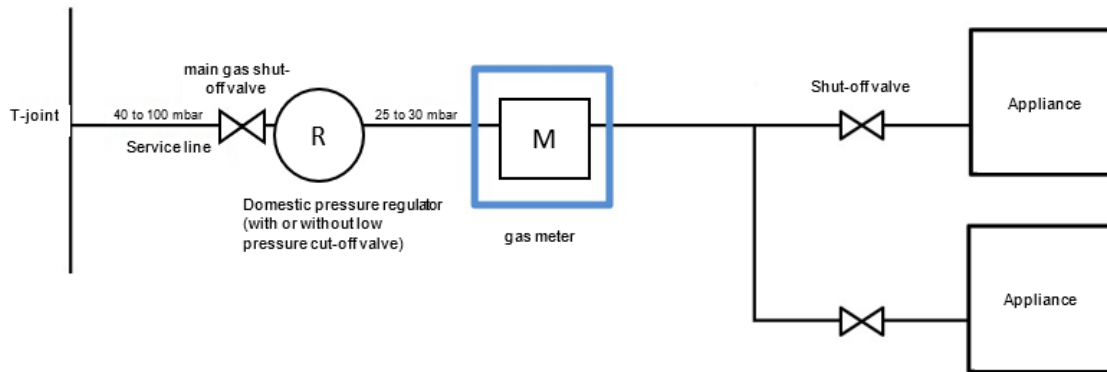 main gas shut-
off valve
Shut-off valve
Appliance
T-joint
40 to 100 mbar
25 to 30 mbar
R
M
Service line
Domestic pressure regulator
(with or without low
pressure cut-off valve)
gas meter
Appliance